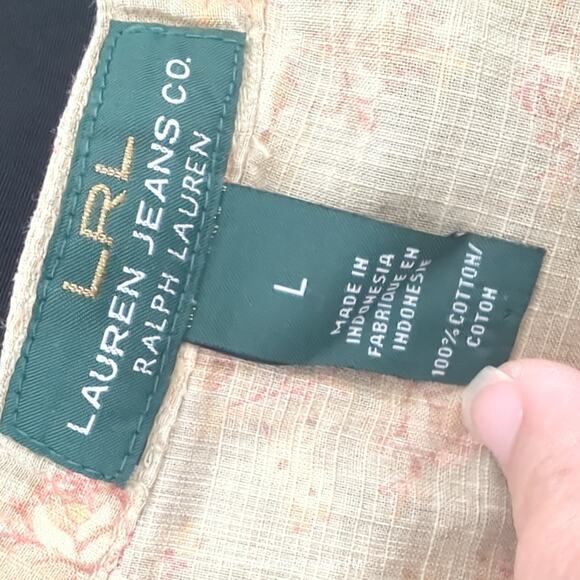 LRL
LAUREN JEANS CO.
RALPH LAUREN
L
MADE IN
INDONESIA
FABRIQUE EN
INDONESIE
100% COTTON/
COTON